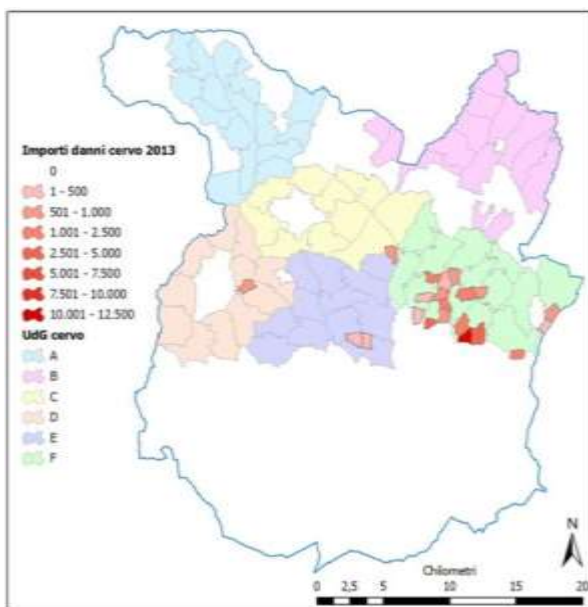 Importi danni cervo 2013
0
1 - 500
501 - 1.000
1.001 - 2.500
2.501 - 5.000
5.001 - 7.500
7.501 - 10.000
10.001 - 12.500
UdG cervo
A
B
C
D
E
F
N
Chilometri
0 2,5 5 10 15 20